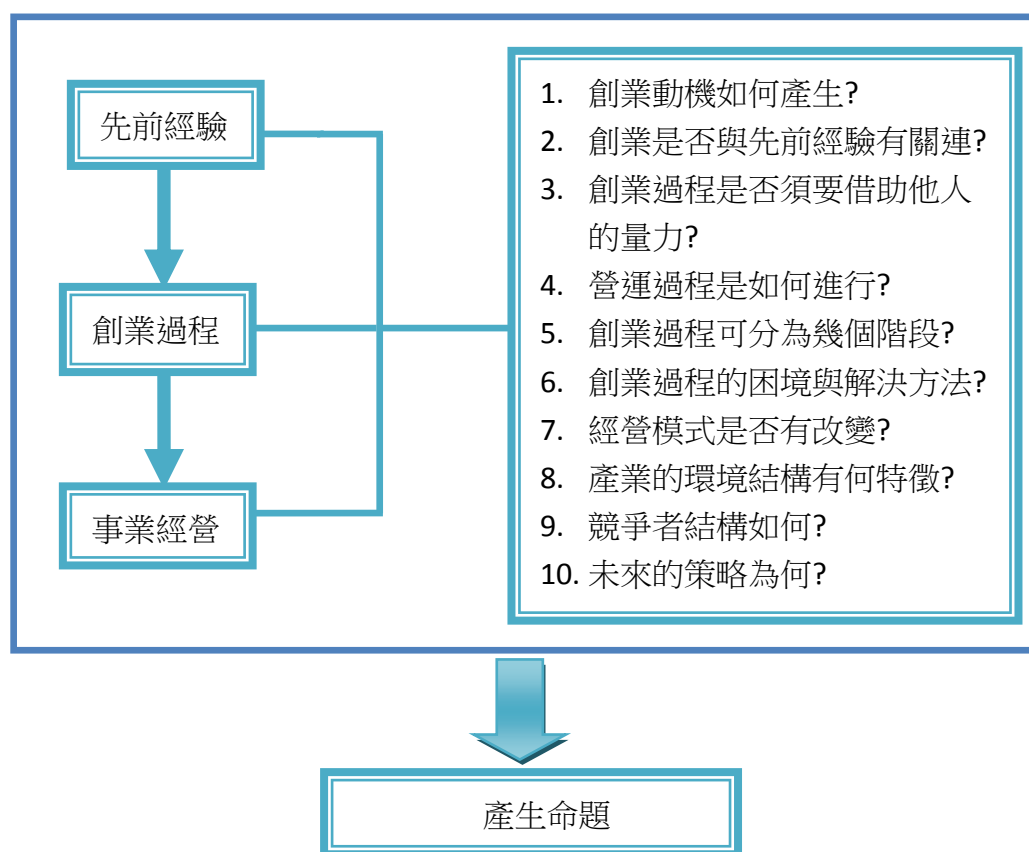 先前經驗
創業過程
事業經營
1. 創業動機如何產生?
2. 創業是否與先前經驗有關連?
3. 創業過程是否須要借助他人
的量力?
4. 營運過程是如何進行?
5. 創業過程可分為幾個階段?
6. 創業過程的困境與解決方法?
7. 經營模式是否有改變?
8. 產業的環境結構有何特徵?
9. 競爭者結構如何?
10. 未來的策略為何?
產生命題